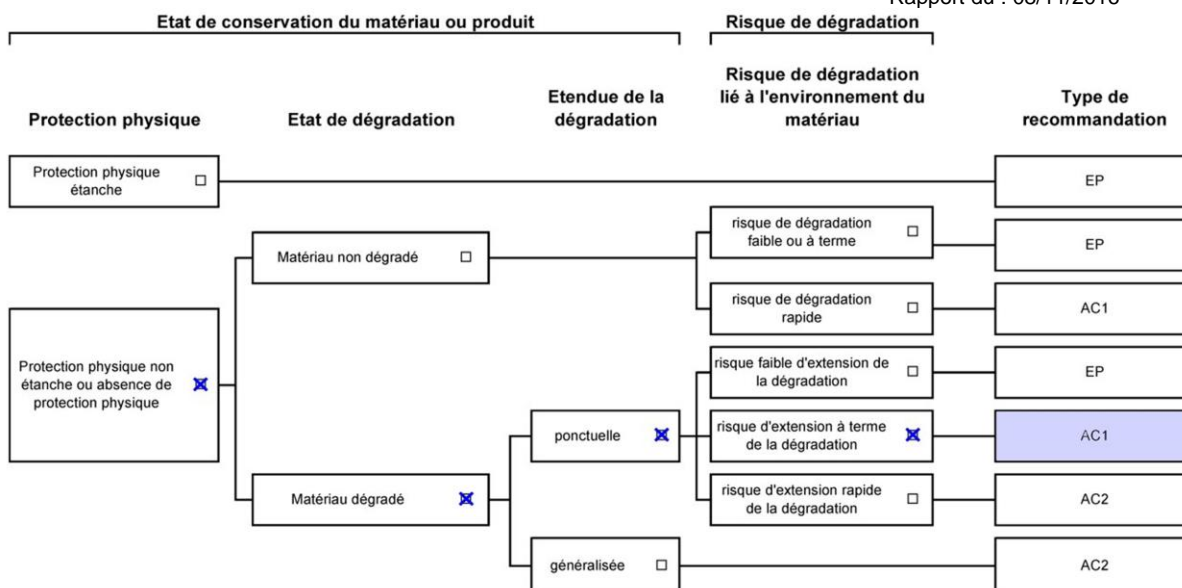 Rapport du : 08/11/2016
Etat de conservation du matériau ou produit
Risque de dégradation
Protection physique
Etat de dégradation
Etendue de la
dégradation
Risque de dégradation
lié à l'environnement du
matériau
Type de
recommandation
Protection physique
étanche
EP
risque de dégradation
faible ou à terme
EP
Matériau non dégradé
risque de dégradation
rapide
AC1
Protection physique non
étanche ou absence de
protection physique
risque faible d'extension de
la dégradation
EP
ponctuelle
risque d'extension à terme
de la dégradation
AC1
Matériau dégradé
risque d'extension rapide
de la dégradation
AC2
généralisée
AC2